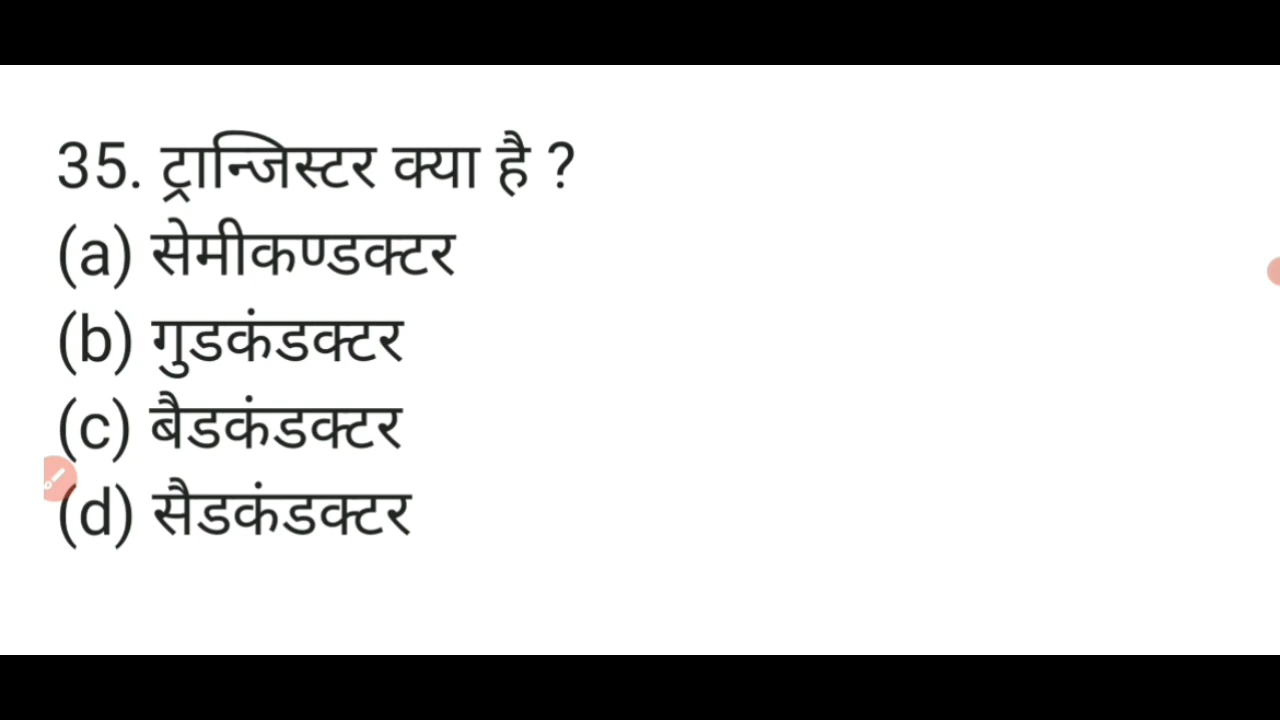 35. ट्रान्जिस्टर क्या है ?
(a) सेमीकण्डक्टर
(b) गुडकंडक्टर
(c) बैडकंडक्टर
(d) सैडकंडक्टर